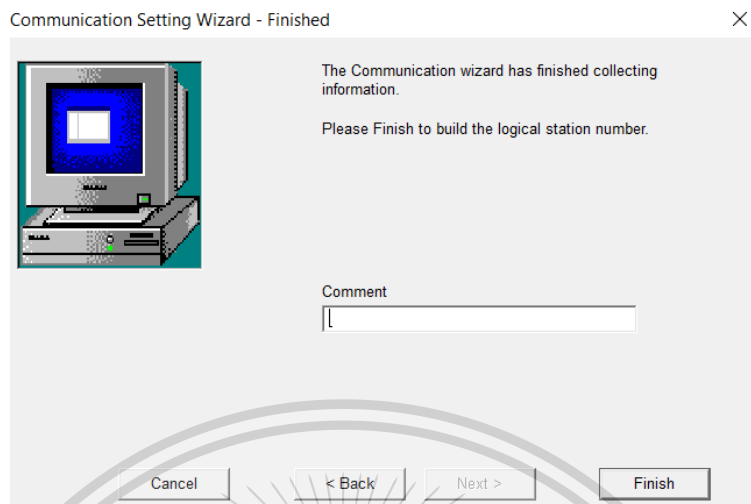 Communication Setting Wizard - Finished
The Communication wizard has finished collecting
information.
Please Finish to build the logical station number.
Comment
Cancel
< Back
Next >
Finish